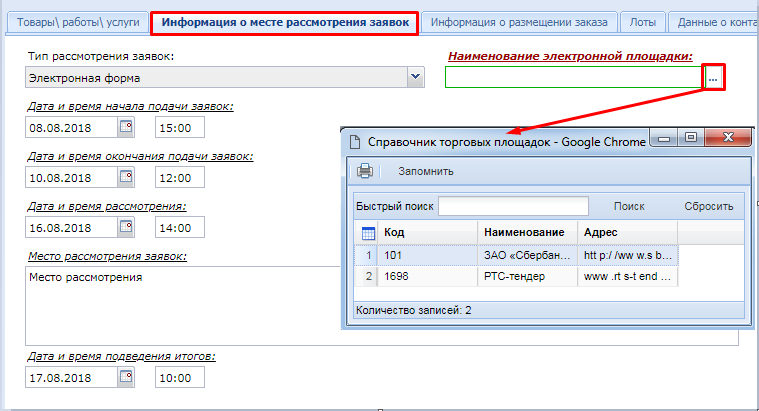 Товары\ работы\ услуги Информация о месте рассмотрения заявок Информация о размещении заказа Лоты Данные о конта
Тип рассмотрения заявок: Наименование электронной площадки:
Электронная форма ...
Дата и время начала подачи заявок:
08.08.2018 15:00
Дата и время окончания подачи заявок:
10.08.2018 12:00
Дата и время рассмотрения:
16.08.2018 14:00
Место рассмотрения заявок:
Место рассмотрения
Дата и время подведения итогов:
17.08.2018 10:00
Справочник торговых площадок - Google Chrome
Запомнить
Быстрый поиск Поиск Сбросить
Код Наименование Адрес
1 101 ЗАО «Сбербан... htt p:/ /ww w.s b...
2 1698 РТС-тендер www .rt s-t end ...
Количество записей: 2